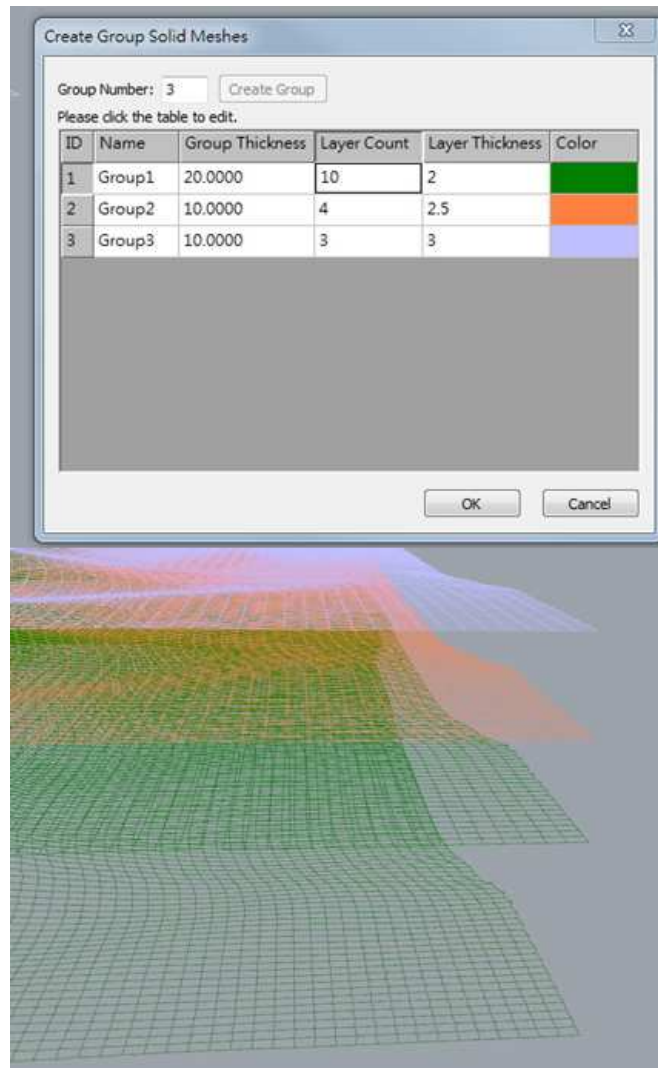 Create Group Solid Meshes
Group Number: 3 Create Group
Please click the table to edit.
ID Name Group Thickness Layer Count Layer Thickness Color
1 Group1 20.0000 10 2
2 Group2 10.0000 4 2.5
3 Group3 10.0000 3 3
OK Cancel